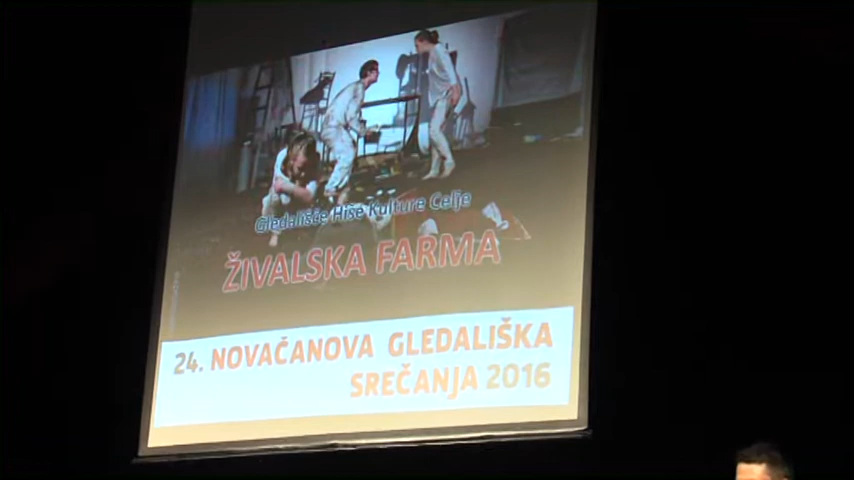 Gledališče Hiše Kulture Celje
ŽIVALSKA FARMA
24. NOVAČANOVA GLEDALIŠKA
SREČANJA 2016